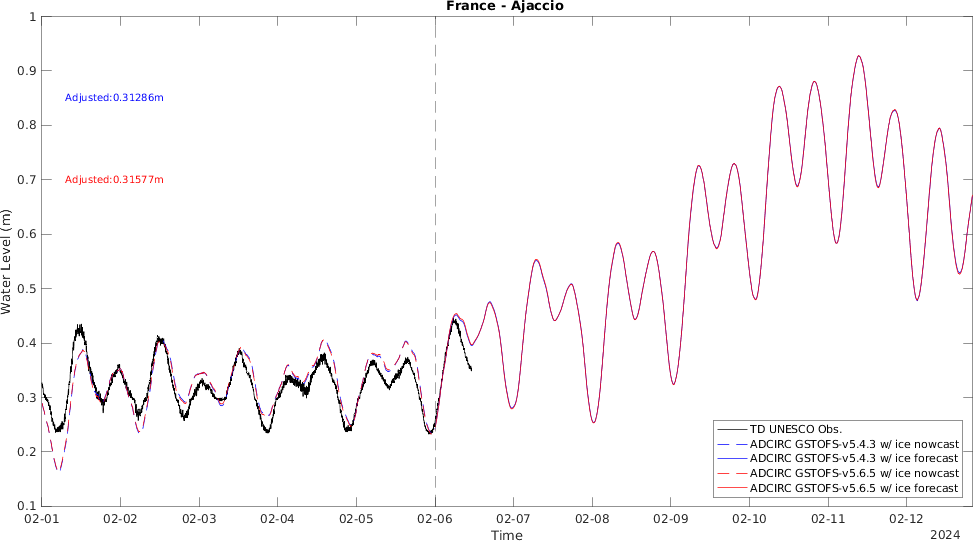 France - Ajaccio
1
0.9
0.8
0.7
0.6
0.5
0.4
0.3
0.2
0.1
Water Level (m)
Adjusted:0.31286m
Adjusted:0.31577m
TD UNESCO Obs.
ADCIRC GSTOFS-v5.4.3 w/ ice nowcast
ADCIRC GSTOFS-v5.4.3 w/ ice forecast
ADCIRC GSTOFS-v5.6.5 w/ ice nowcast
ADCIRC GSTOFS-v5.6.5 w/ ice forecast
02-01 02-02 02-03 02-04 02-05 02-06 02-07 02-08 02-09 02-10 02-11 02-12
Time
2024